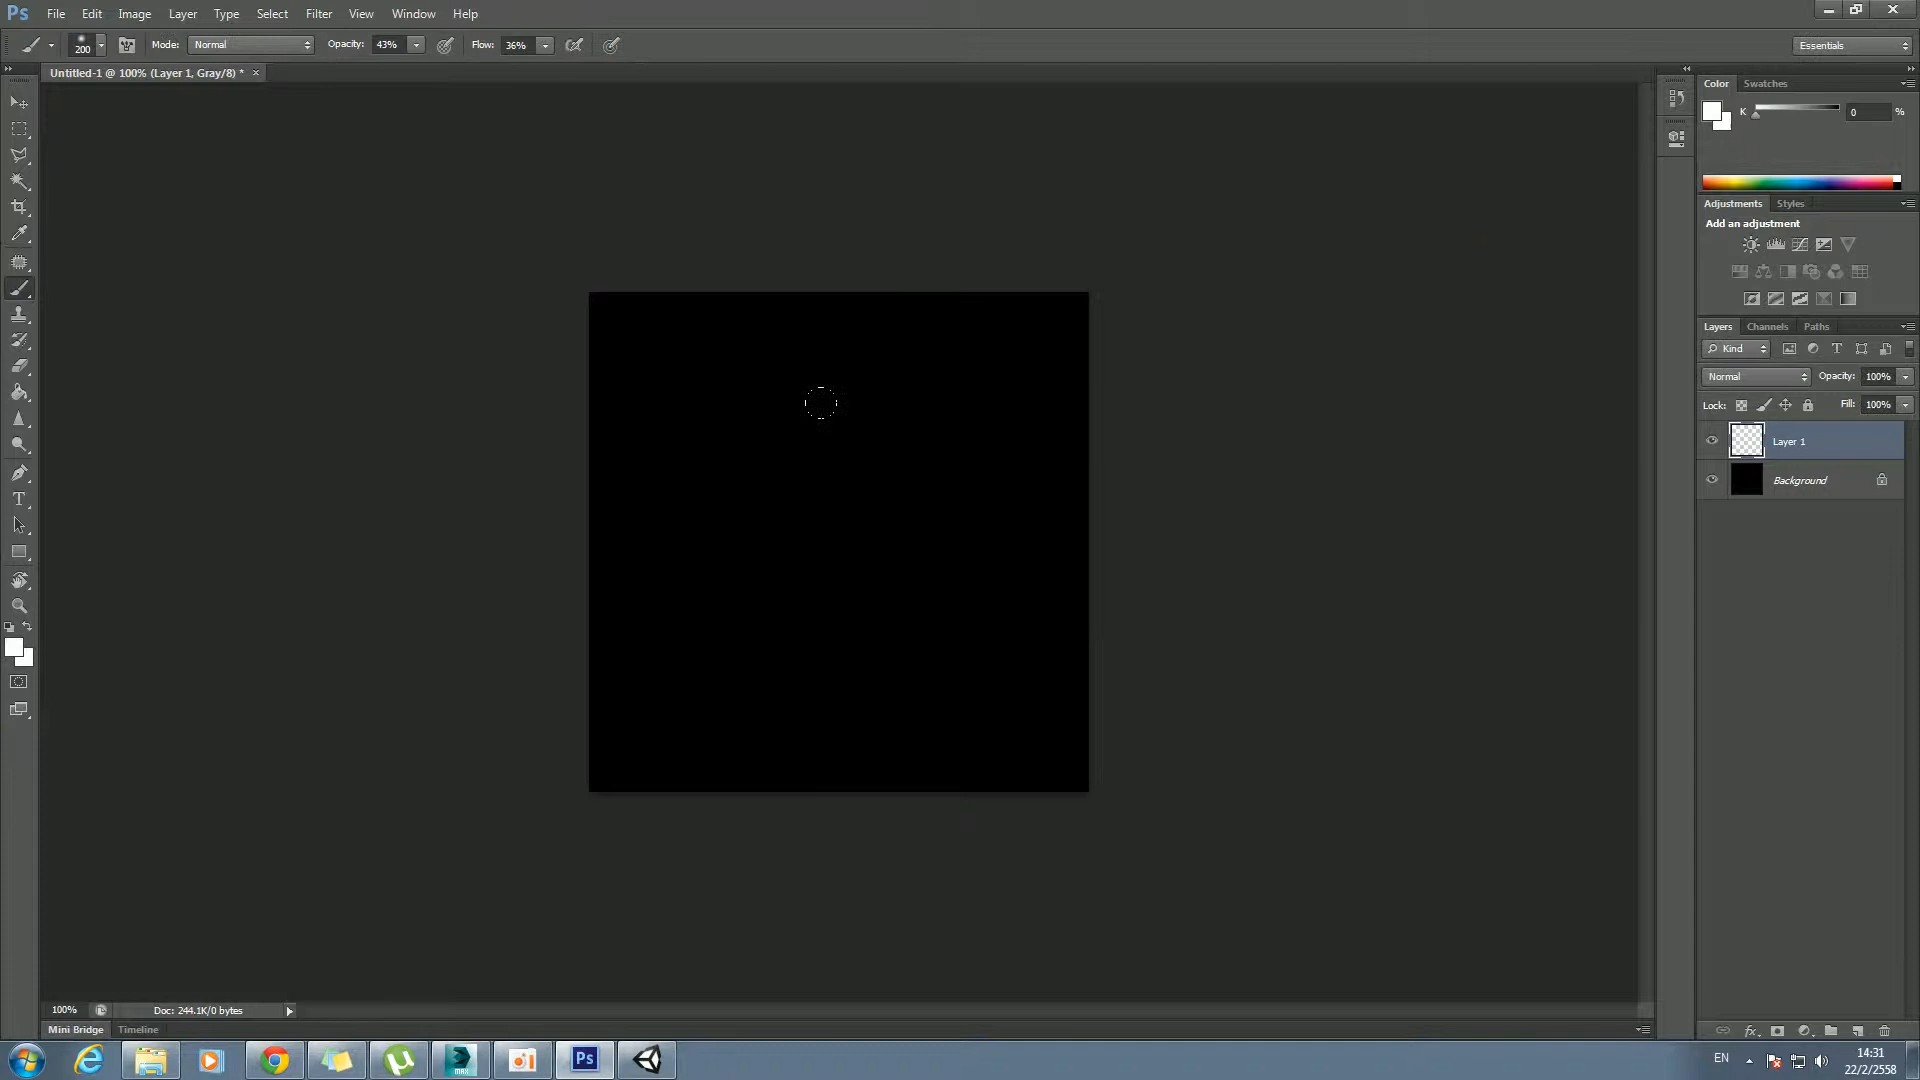 Ps File Edit Image Layer Type Select Filter View Window Help
200 Mode: Normal Opacity: 43% Flow: 36% Essentials
Untitled-1 @ 100% (Layer 1, Gray/8) * ×
Color Swatches
K 0 %
Adjustments Styles
Add an adjustment
Layers Channels Paths
Kind
Normal Opacity: 100%
Lock: Fill: 100%
Layer 1
Background
100% Doc: 244.1K/0 bytes
Mini Bridge Timeline
MAX Ps EN 14:31
22/2/2558